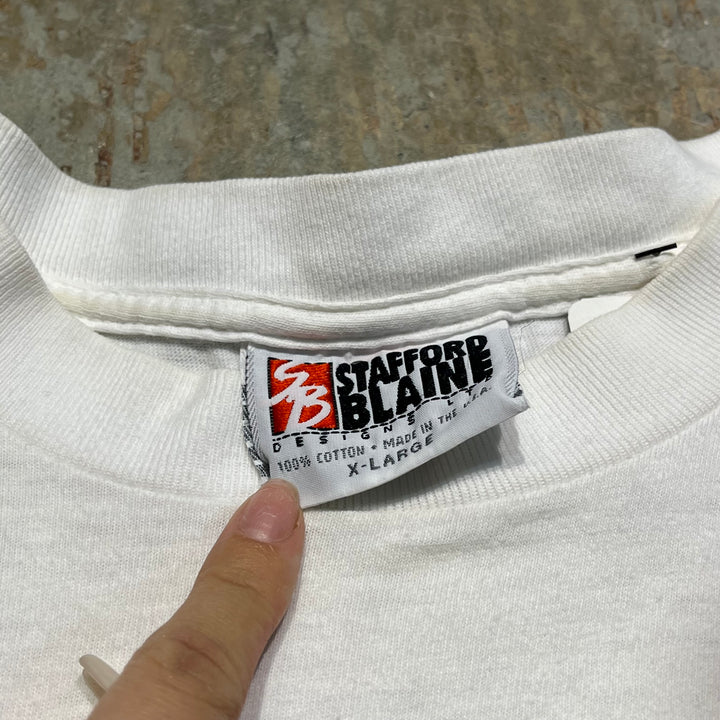 SB
STAFFORD
BLAINE
DESIGNS LTD
100% COTTON • MADE IN THE U.S.A.
X-LARGE